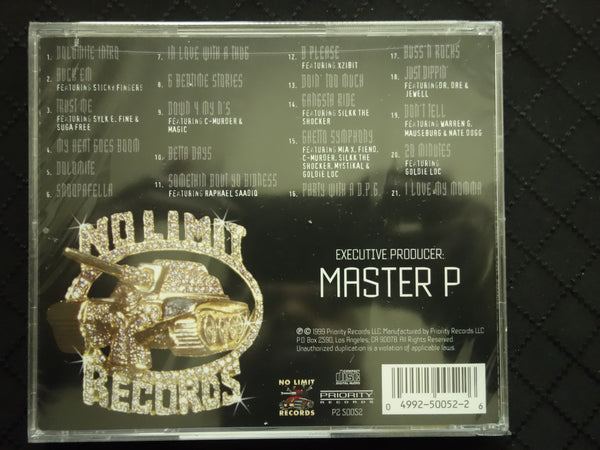 1. DOLOMITE INTRO
2. BUCK 'EM
FEATURING STICKY FINGERS
3. TRUST ME
FEATURING SYLK E. FINE &
SUGA FREE
4. MY HEAT GOES BOOM
5. DOLOMITE
6. SNOOPAFELLA
7. IN LOVE WITH A THUG
8. 6 BEDTIME STORIES
9. DOWN 4 MY N'S
FEATURING C-MURDER &
MAGIC
10. BETTA DAYS
11. SOMETHIN BOUT YO BIDNESS
FEATURING RAPHAEL SAADIQ
12. B PLEASE
FEATURING XZIBIT
13. DOIN' TOO MUCH
14. GANGSTA RIDE
FEATURING SILKK THE
SHOCKER
15. GHETTO SYMPHONY
FEATURING MIA X, FIEND,
C-MURDER, SILKK THE
SHOCKER, MYSTIKAL &
GOLDIE LOC
16. PARTY WITH A D.P.G.
17. BUSS'N ROCKS
18. JUST DIPPIN'
FEATURING DR. DRE &
JEWELL
19. DON'T TELL
FEATURING WARREN G,
MAUSEBURG & NATE DOGG
20. 20 MINUTES
FEATURING
GOLDIE LOC
21. I LOVE MY MOMMA
NO LIMIT
RECORDS
EXECUTIVE PRODUCER:
MASTER P
℗ © 1999 Priority Records LLC Manufactured by Priority Records LLC
P.O. Box 2590, Los Angeles, CA 90078. All Rights Reserved.
Unauthorized duplication is a violation of applicable laws.
NO LIMIT
RECORDS
COMPACT
disc
DIGITAL AUDIO
PRIORITY
RECORDS
P2 50052
0 4992-50052-2 6